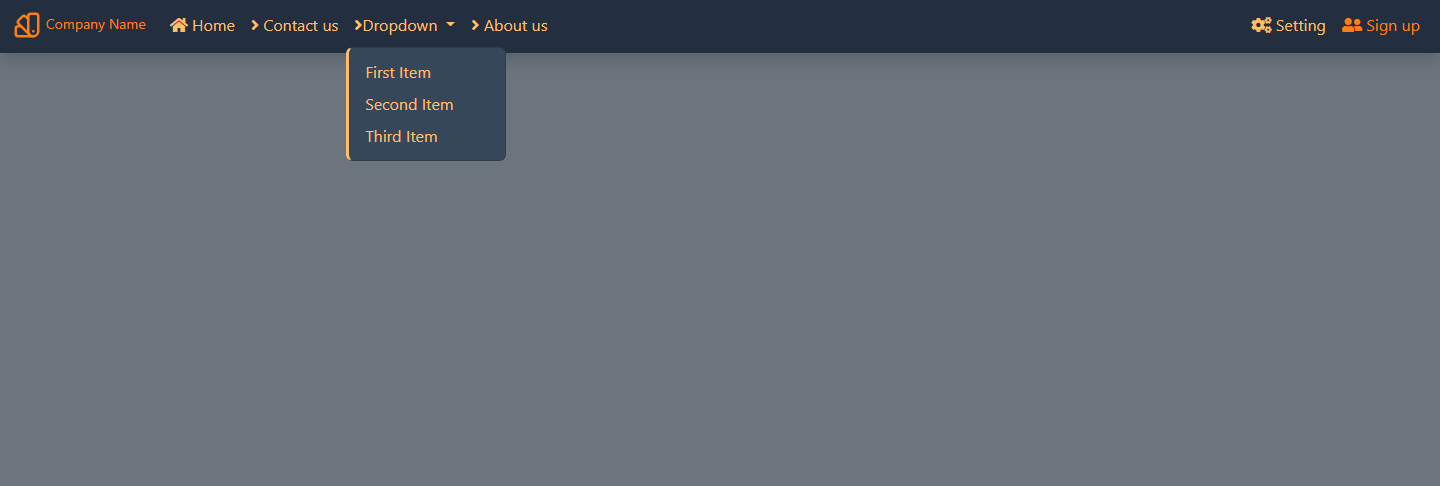 Company Name Home Contact us Dropdown About us Setting Sign up
First Item
Second Item
Third Item